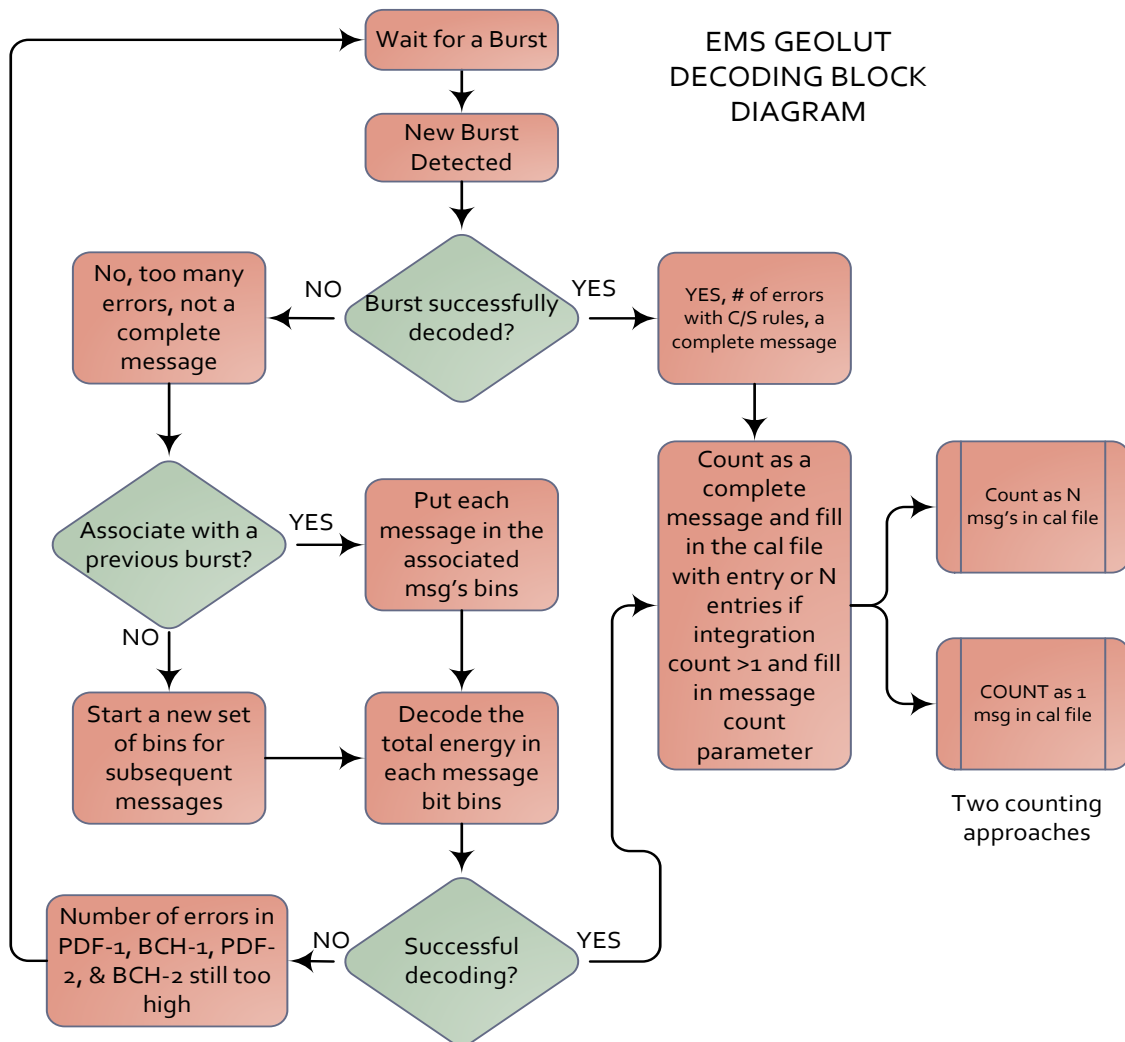 Wait for a Burst
EMS GEOLUT
DECODING BLOCK
DIAGRAM
New Burst
Detected
Burst successfully
decoded?
NO
YES
No, too many
errors, not a
complete
message
YES, # of errors
with C/S rules, a
complete message
Associate with a
previous burst?
YES
NO
Put each
message in the
associated
msg's bins
Start a new set
of bins for
subsequent
messages
Decode the
total energy in
each message
bit bins
Count as a
complete
message and fill
in the cal file
with entry or N
entries if
integration
count >1 and fill
in message
count
parameter
Count as N
msg's in cal file
COUNT as 1
msg in cal file
Two counting
approaches
Successful
decoding?
NO
YES
Number of errors in
PDF-1, BCH-1, PDF-
2, & BCH-2 still too
high